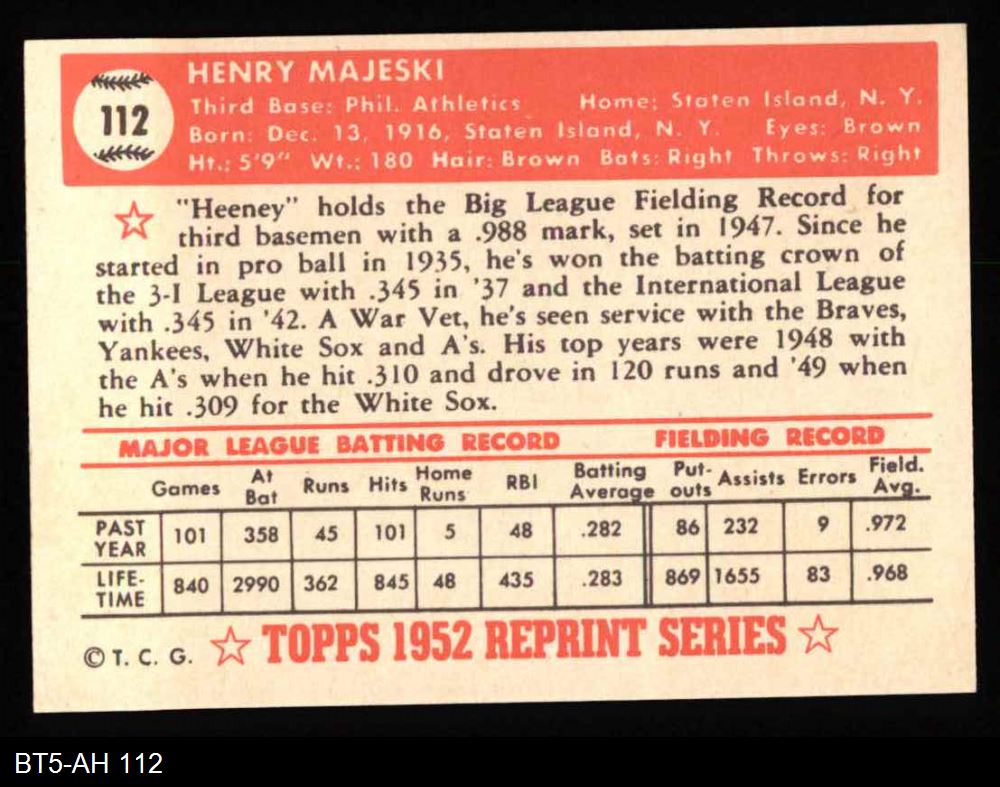 112
HENRY MAJESKI
Third Base: Phil. Athletics Home: Staten Island, N. Y.
Born: Dec. 13, 1916, Staten Island, N. Y. Eyes: Brown
Ht.: 5'9" Wt.: 180 Hair: Brown Bats: Right Throws: Right
"Heeney" holds the Big League Fielding Record for
third basemen with a .988 mark, set in 1947. Since he
started in pro ball in 1935, he's won the batting crown of
the 3-I League with .345 in '37 and the International League
with .345 in '42. A War Vet, he's seen service with the Braves,
Yankees, White Sox and A's. His top years were 1948 with
the A's when he hit .310 and drove in 120 runs and '49 when
he hit .309 for the White Sox.
MAJOR LEAGUE BATTING RECORD FIELDING RECORD
Games At Bat Runs Hits Home Runs RBI Batting Average Put-outs Assists Errors Field. Avg.
PAST YEAR 101 358 45 101 5 48 .282 86 232 9 .972
LIFE-TIME 840 2990 362 845 48 435 .283 869 1655 83 .968
© T. C. G. TOPPS 1952 REPRINT SERIES
BT5-AH 112